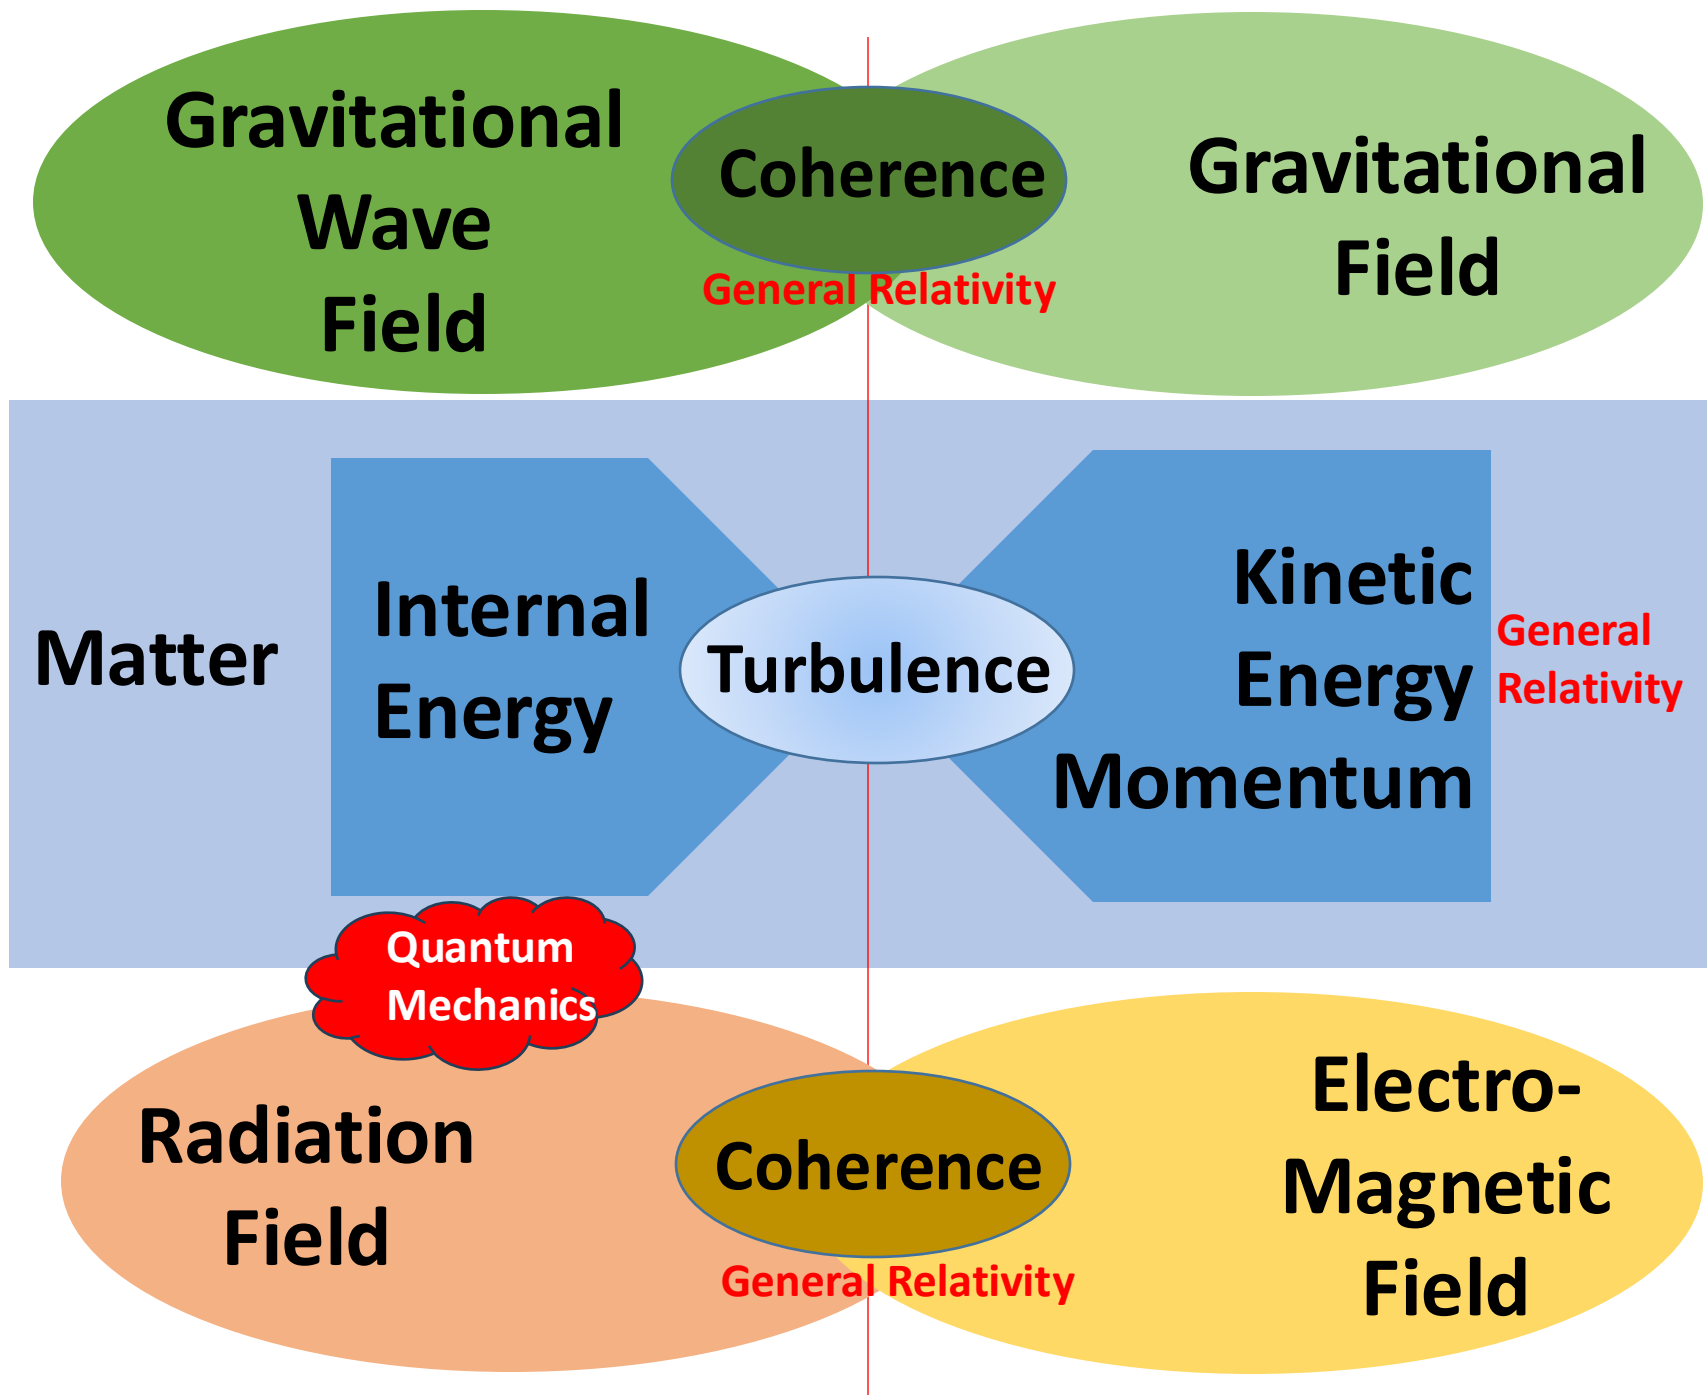 Gravitational
Wave
Field
Coherence
General Relativity
Gravitational
Field
Matter
Internal
Energy
Turbulence
Kinetic
Energy
Momentum
General
Relativity
Quantum
Mechanics
Radiation
Field
Coherence
General Relativity
Electro-
Magnetic
Field